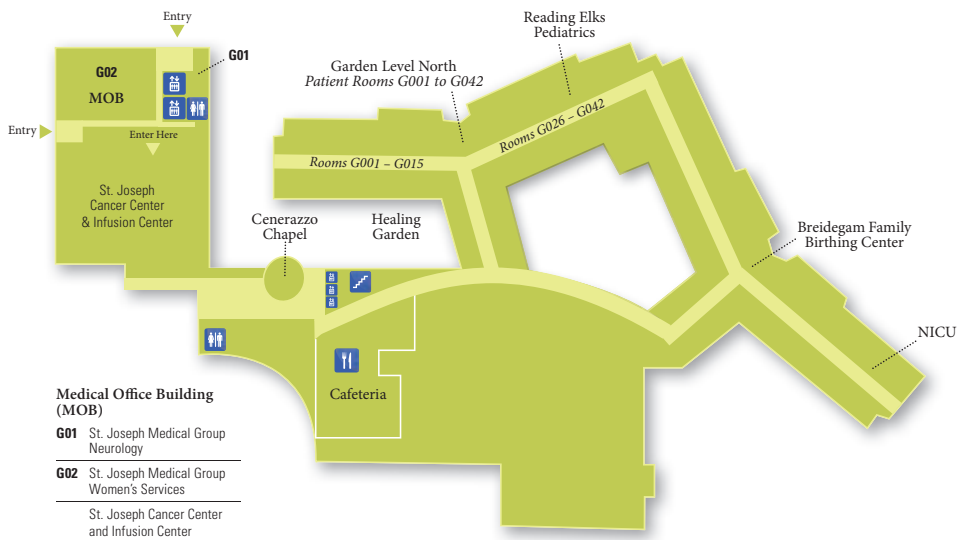 Entry
G01
G02
MOB
Entry
Enter Here
St. Joseph
Cancer Center
& Infusion Center
Reading Elks
Pediatrics
Garden Level North
Patient Rooms G001 to G042
Rooms G026 – G042
Rooms G001 – G015
Cenerazzo
Chapel
Healing
Garden
Breidegam Family
Birthing Center
NICU
Cafeteria
Medical Office Building
(MOB)
G01 St. Joseph Medical Group
Neurology
G02 St. Joseph Medical Group
Women's Services
St. Joseph Cancer Center
and Infusion Center